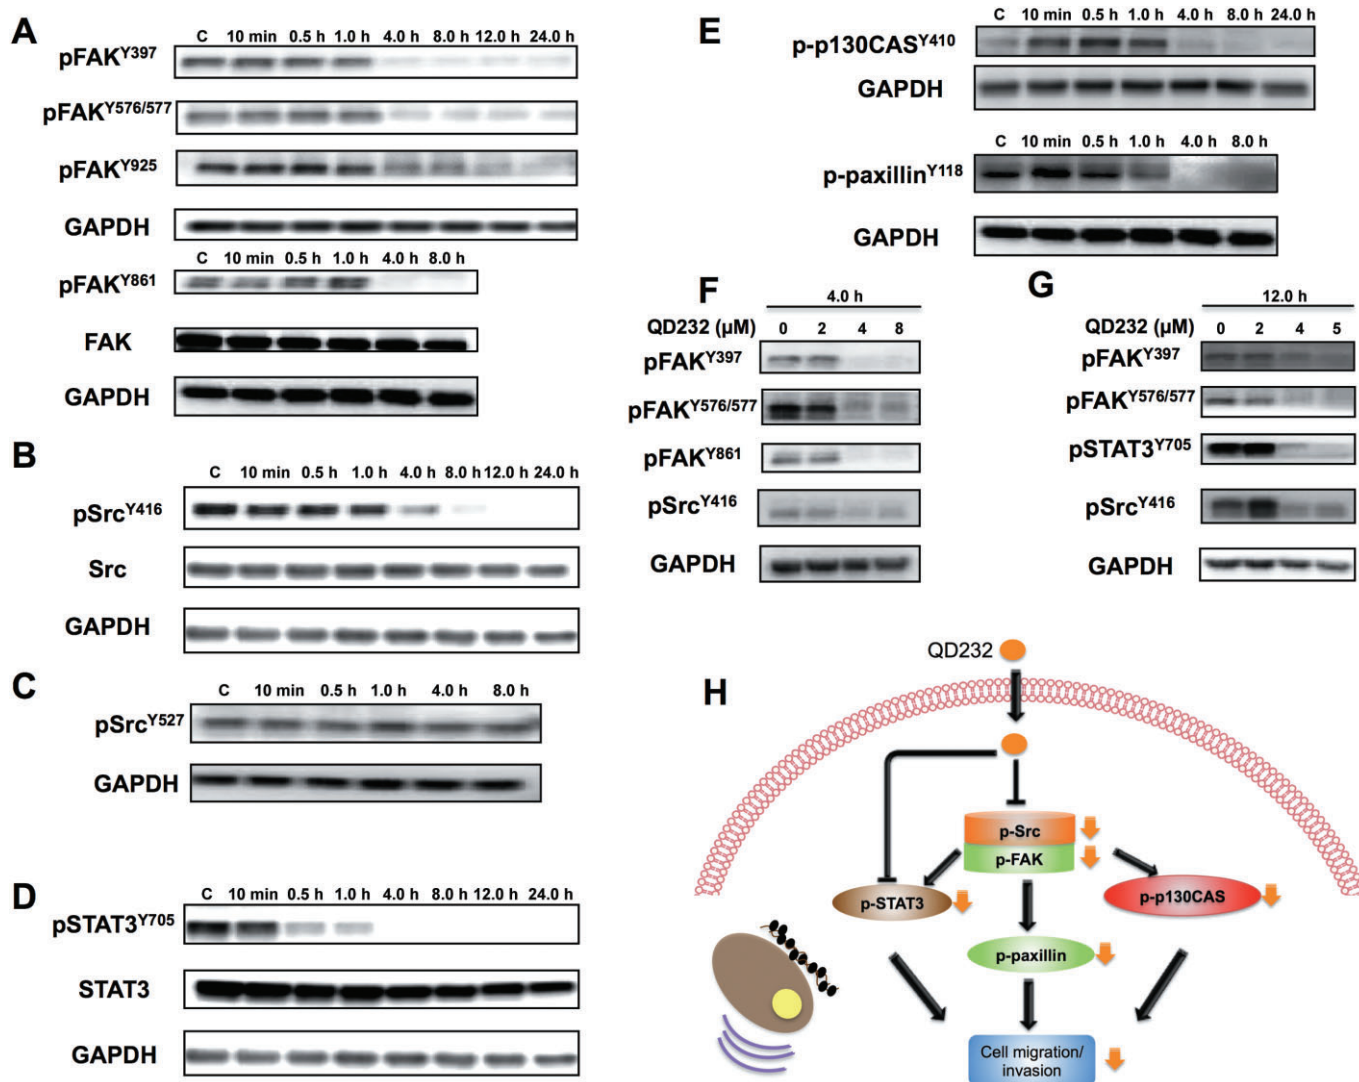 A
C 10 min 0.5 h 1.0 h 4.0 h 8.0 h 12.0 h 24.0 h
pFAKY397
pFAKY576/577
pFAKY925
GAPDH
C 10 min 0.5 h 1.0 h 4.0 h 8.0 h
pFAKY861
FAK
GAPDH
B
C 10 min 0.5 h 1.0 h 4.0 h 8.0 h 12.0 h 24.0 h
pSrcY416
Src
GAPDH
C
C 10 min 0.5 h 1.0 h 4.0 h 8.0 h
pSrcY527
GAPDH
D
C 10 min 0.5 h 1.0 h 4.0 h 8.0 h 12.0 h 24.0 h
pSTAT3Y705
STAT3
GAPDH
E
C 10 min 0.5 h 1.0 h 4.0 h 8.0 h 24.0 h
p-p130CASY410
GAPDH
C 10 min 0.5 h 1.0 h 4.0 h 8.0 h
p-paxillinY118
GAPDH
F
4.0 h
QD232 (µM) 0 2 4 8
pFAKY397
pFAKY576/577
pFAKY861
pSrcY416
GAPDH
G
12.0 h
QD232 (µM) 0 2 4 5
pFAKY397
pFAKY576/577
pSTAT3Y705
pSrcY416
GAPDH
H
QD232
p-Src
p-FAK
p-STAT3
p-p130CAS
p-paxillin
Cell migration/
invasion